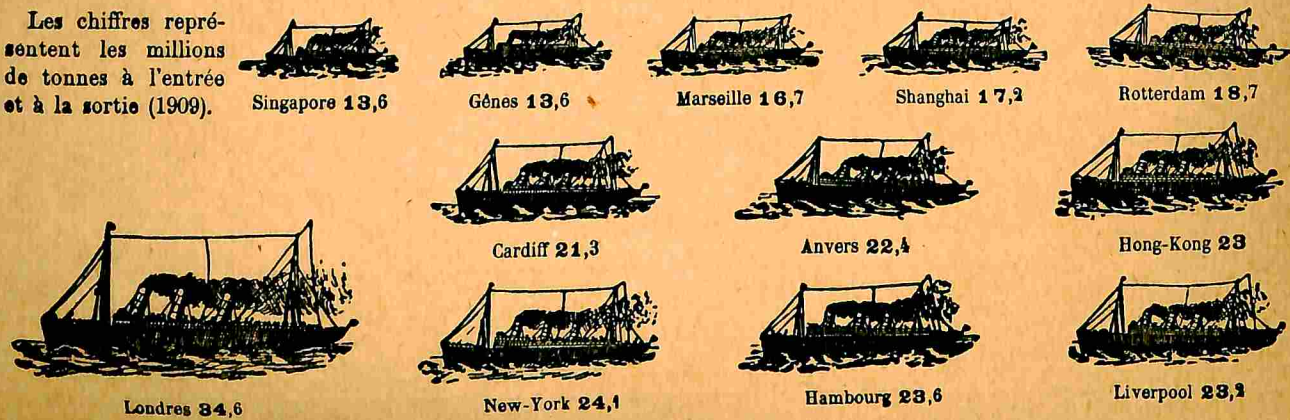 Les chiffres repré-
sentent les millions
de tonnes à l'entrée
et à la sortie (1909).
Singapore 13,6
Gênes 13,6
Marseille 16,7
Shanghai 17,2
Rotterdam 18,7
Cardiff 21,3
Anvers 22,4
Hong-Kong 23
Londres 34,6
New-York 24,1
Hambourg 23,6
Liverpool 23,2